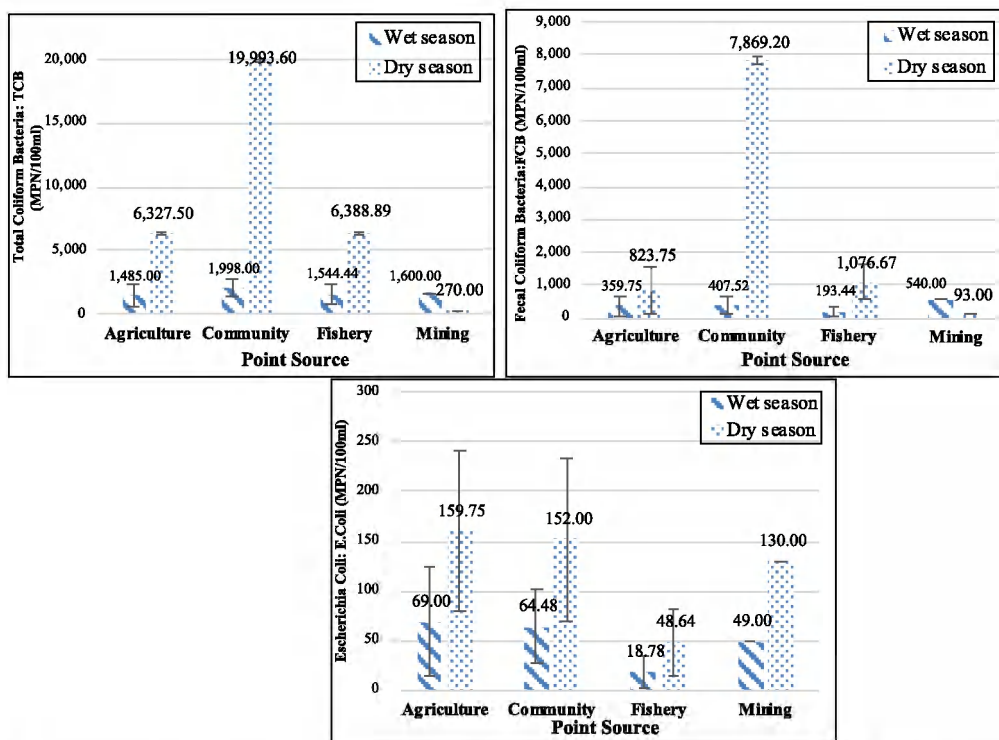 Total Coliform Bacteria: TCB
(MPN/100ml)
20,000
15,000
10,000
5,000
0
Wet season
Dry season
1,485.00
6,327.50
1,998.00
19,993.60
1,544.44
6,388.89
1,600.00
270.00
Agriculture Community Fishery Mining
Point Source
Fecal Coliform Bacteria:FCB (MPN/100ml)
9,000
8,000
7,000
6,000
5,000
4,000
3,000
2,000
1,000
0
Wet season
Dry season
359.75
823.75
407.52
7,869.20
193.44
1,076.67
540.00
93.00
Agriculture Community Fishery Mining
Point Source
Escherichia Coli: E.Coli (MPN/100ml)
300
250
200
150
100
50
0
Wet season
Dry season
69.00
159.75
64.48
152.00
18.78
48.64
49.00
130.00
Agriculture Community Fishery Mining
Point Source